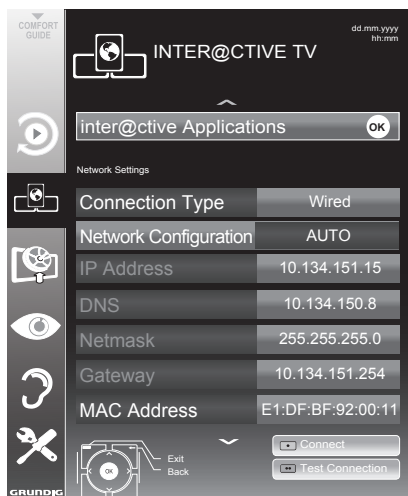 COMFORT
GUIDE
dd.mm.yyyy
hh:mm
INTER@CTIVE TV
inter@ctive Applications OK
Network Settings
Connection Type Wired
Network Configuration AUTO
IP Address 10.134.151.15
DNS 10.134.150.8
Netmask 255.255.255.0
Gateway 10.134.151.254
MAC Address E1:DF:BF:92:00:11
OK
Exit
Back
Connect
Test Connection
GRUNDIG